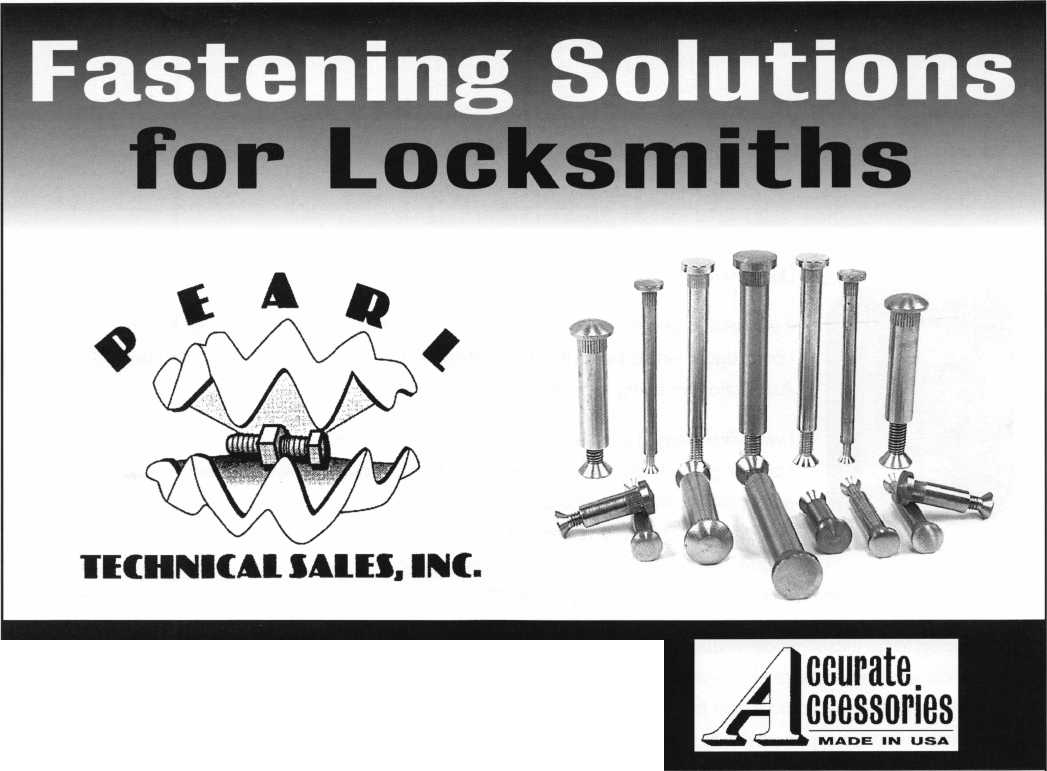 Fastening Solutions
for Locksmiths
PEARL
TECHNICAL SALES, INC.
Accurate
Accessories
MADE IN USA